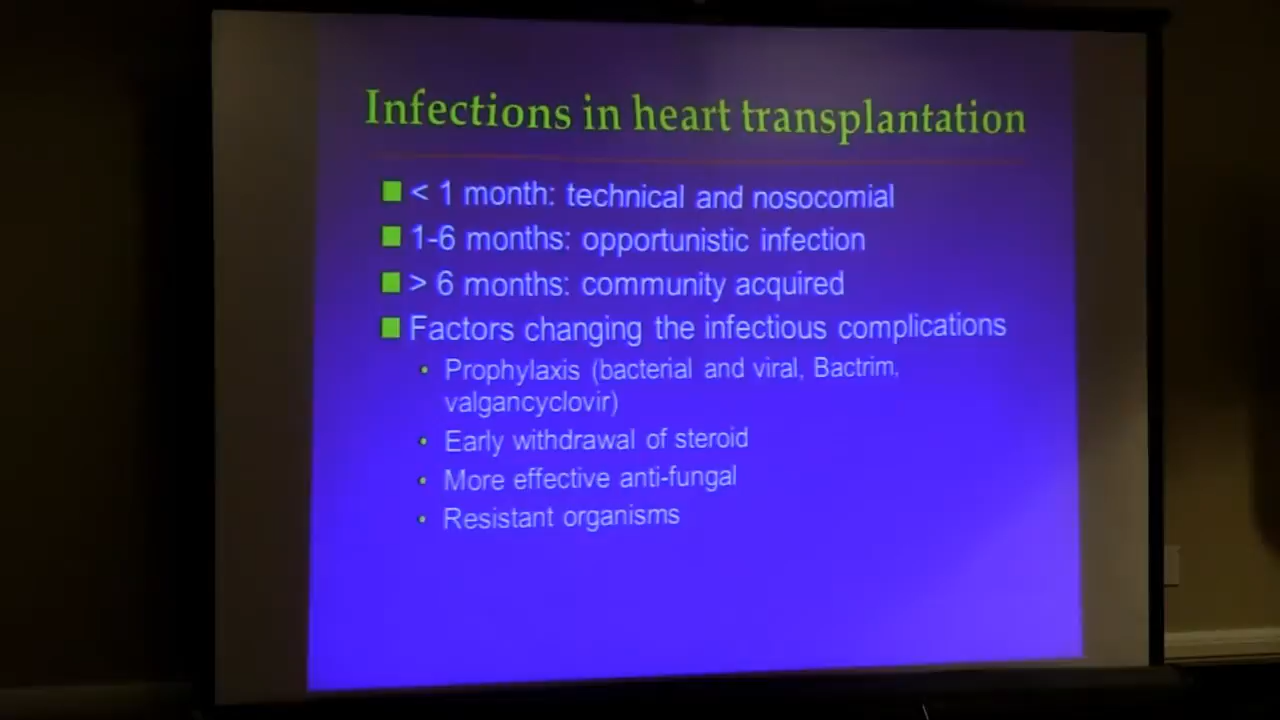 Infections in heart transplantation
< 1 month: technical and nosocomial
1-6 months: opportunistic infection
> 6 months: community acquired
Factors changing the infectious complications
Prophylaxis (bacterial and viral, Bactrim,
valgancyclovir)
Early withdrawal of steroid
More effective anti-fungal
Resistant organisms